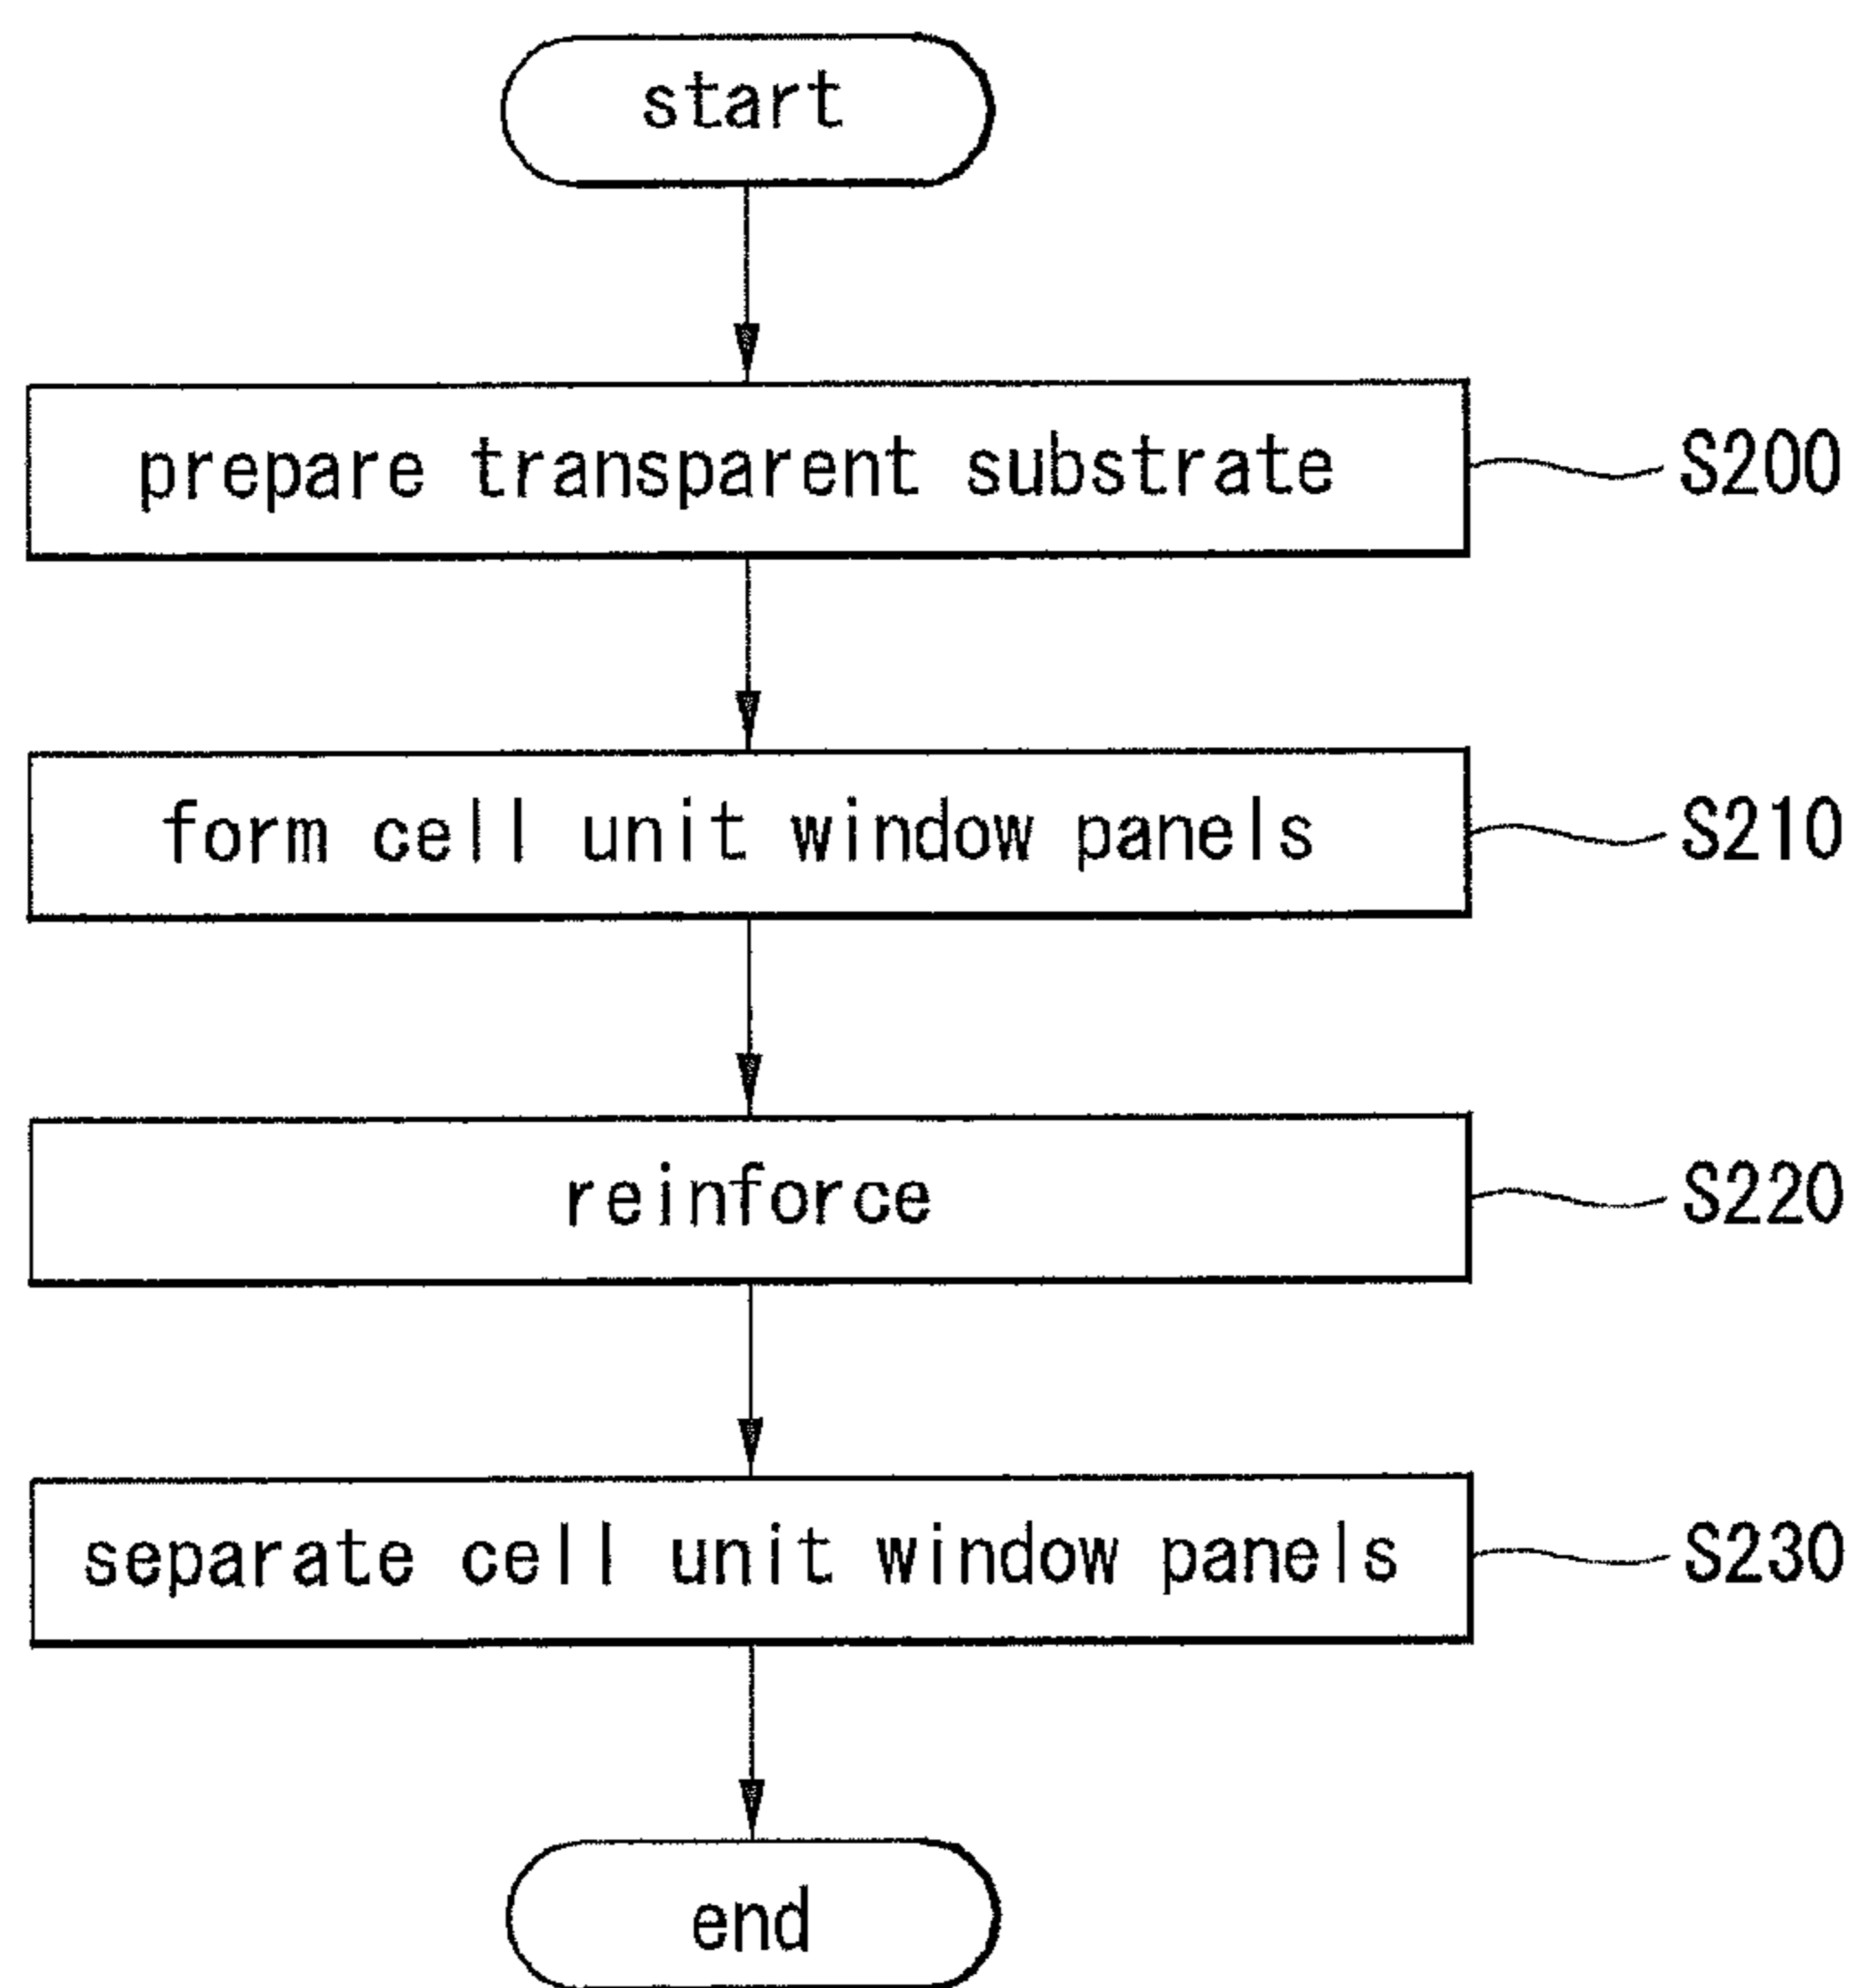 start
prepare transparent substrate S200
form cell unit window panels S210
reinforce S220
separate cell unit window panels S230
end